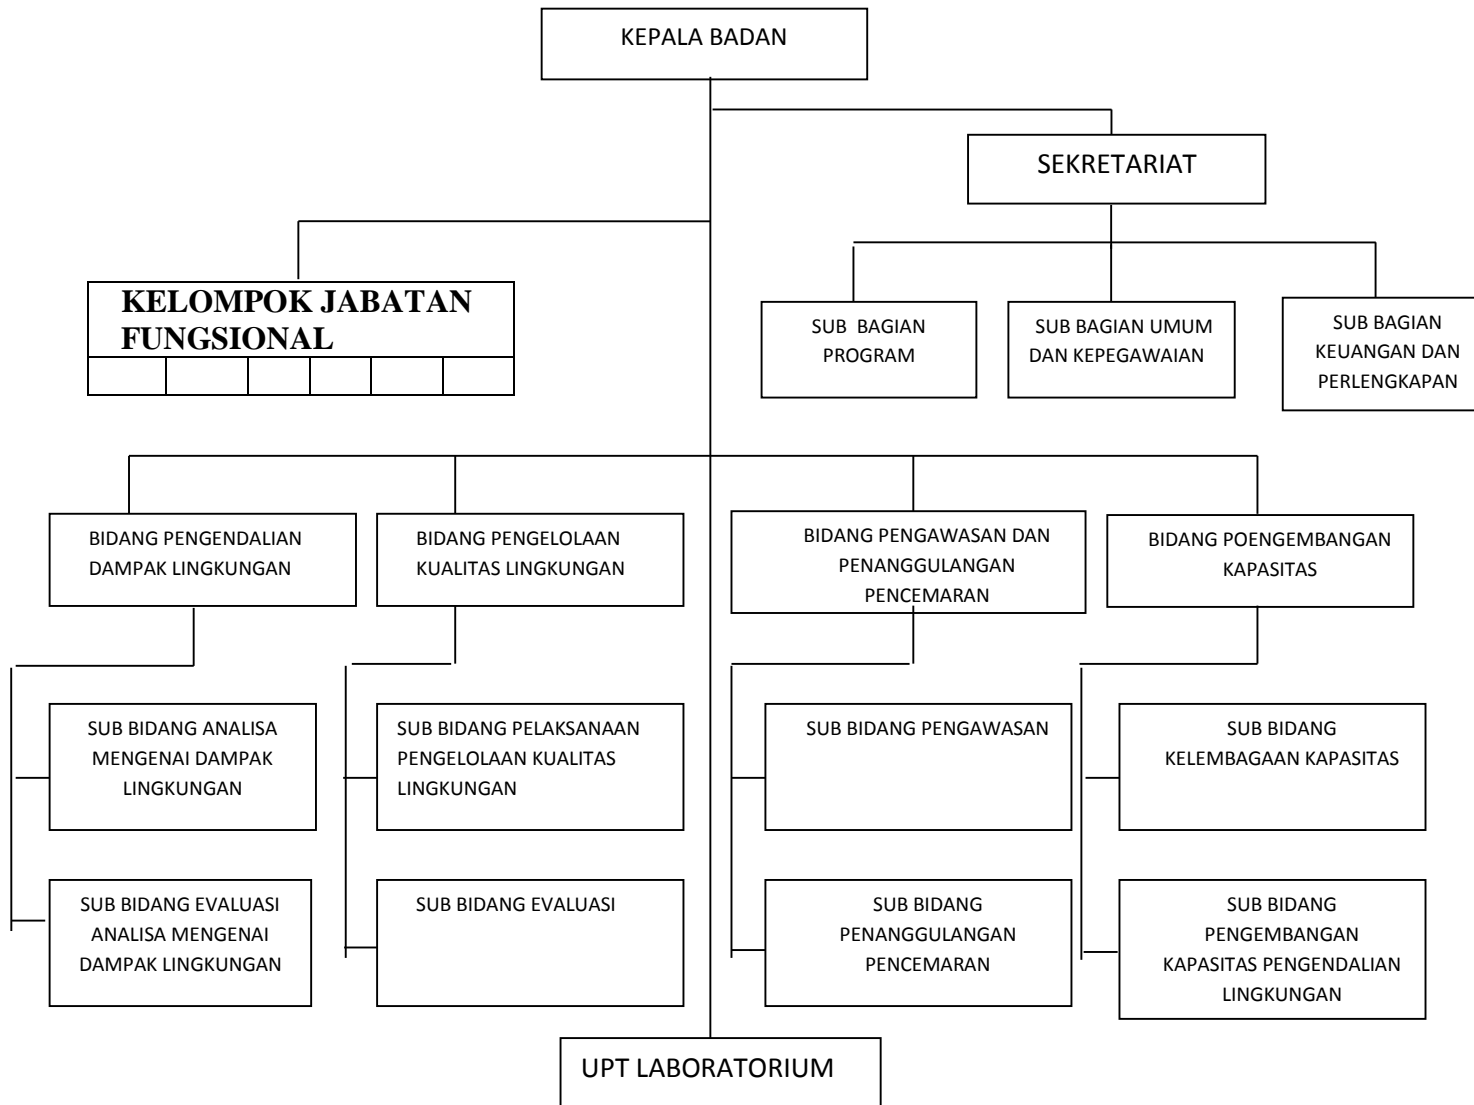 KEPALA BADAN
SEKRETARIAT
KELOMPOK JABATAN
FUNGSIONAL
SUB BAGIAN
PROGRAM
SUB BAGIAN UMUM
DAN KEPEGAWAIAN
SUB BAGIAN
KEUANGAN DAN
PERLENGKAPAN
BIDANG PENGENDALIAN
DAMPAK LINGKUNGAN
BIDANG PENGELOLAAN
KUALITAS LINGKUNGAN
BIDANG PENGAWASAN DAN
PENANGGULANGAN
PENCEMARAN
BIDANG POENGEMBANGAN
KAPASITAS
SUB BIDANG ANALISA
MENGENAI DAMPAK
LINGKUNGAN
SUB BIDANG PELAKSANAAN
PENGELOLAAN KUALITAS
LINGKUNGAN
SUB BIDANG PENGAWASAN
SUB BIDANG
KELEMBAGAAN KAPASITAS
SUB BIDANG EVALUASI
ANALISA MENGENAI
DAMPAK LINGKUNGAN
SUB BIDANG EVALUASI
SUB BIDANG
PENANGGULANGAN
PENCEMARAN
SUB BIDANG
PENGEMBANGAN
KAPASITAS PENGENDALIAN
LINGKUNGAN
UPT LABORATORIUM